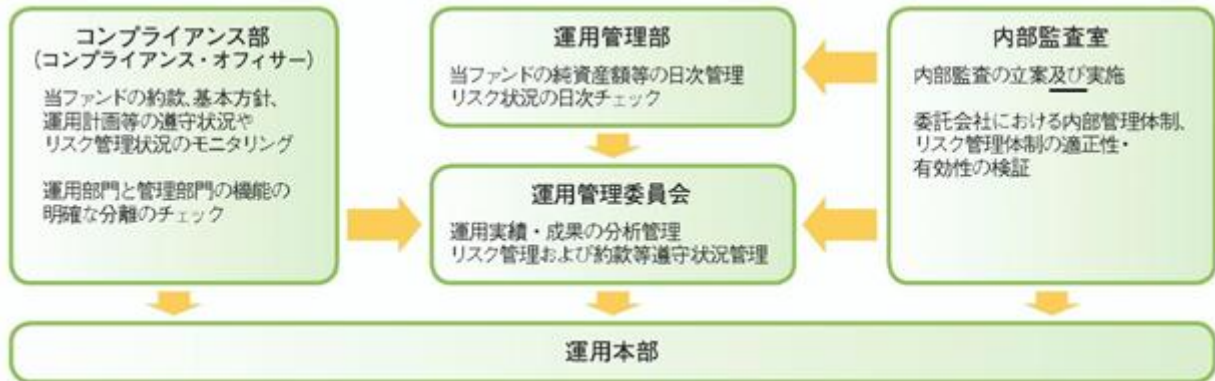 コンプライアンス部
(コンプライアンス・オフィサー)
当ファンドの約款、基本方針、
運用計画等の遵守状況や
リスク管理状況のモニタリング
運用部門と管理部門の機能の
明確な分離のチェック
運用管理部
当ファンドの純資産額等の日次管理
リスク状況の日次チェック
運用管理委員会
運用実績・成果の分析管理
リスク管理および約款等遵守状況管理
内部監査室
内部監査の立案及び実施
委託会社における内部管理体制、
リスク管理体制の適正性・
有効性の検証
運用本部